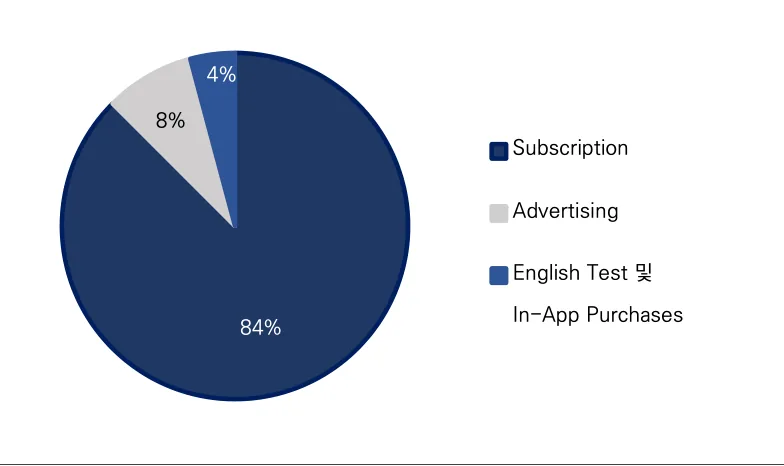 4%
8%
84%
Subscription
Advertising
English Test 및
In-App Purchases